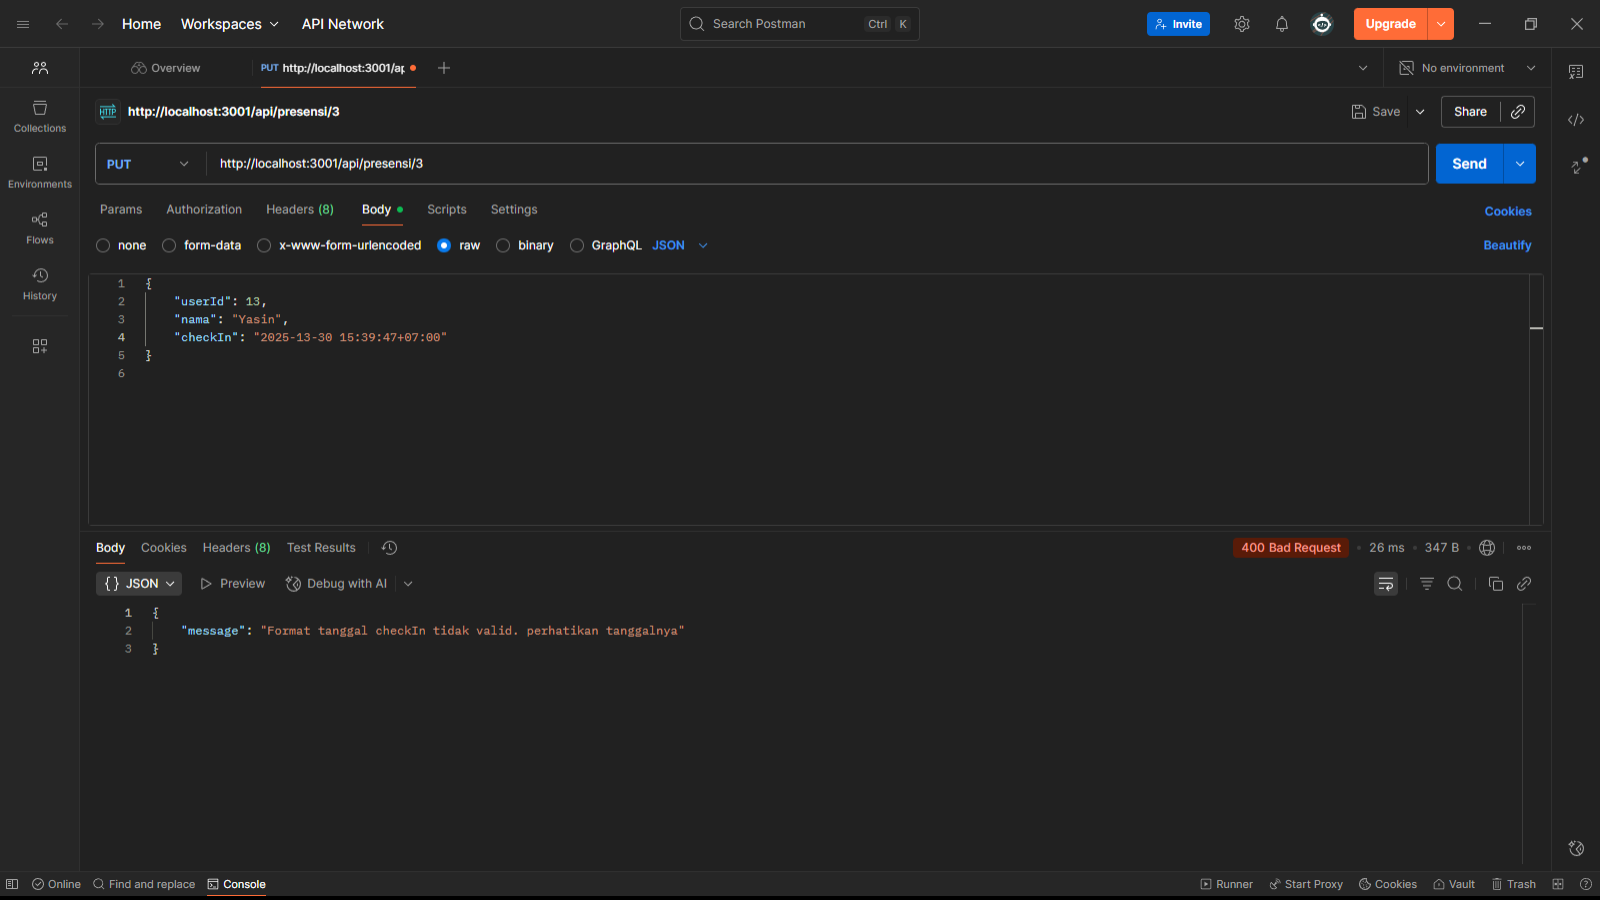 Home Workspaces API Network Search Postman Ctrl K Invite Upgrade
Overview PUT http://localhost:3001/ap No environment
HTTP http://localhost:3001/api/presensi/3 Save Share
PUT http://localhost:3001/api/presensi/3 Send
Params Authorization Headers (8) Body Scripts Settings Cookies
none form-data x-www-form-urlencoded raw binary GraphQL JSON Beautify
Collections
Environments
Flows
History
1 {
2 "userId": 13,
3 "nama": "Yasin",
4 "checkIn": "2025-13-30 15:39:47+07:00"
5 }
6
Body Cookies Headers (8) Test Results 400 Bad Request 26 ms 347 B
{} JSON Preview Debug with AI
1 {
2 "message": "Format tanggal checkIn tidak valid. perhatikan tanggalnya"
3 }
Online Find and replace Console Runner Start Proxy Cookies Vault Trash